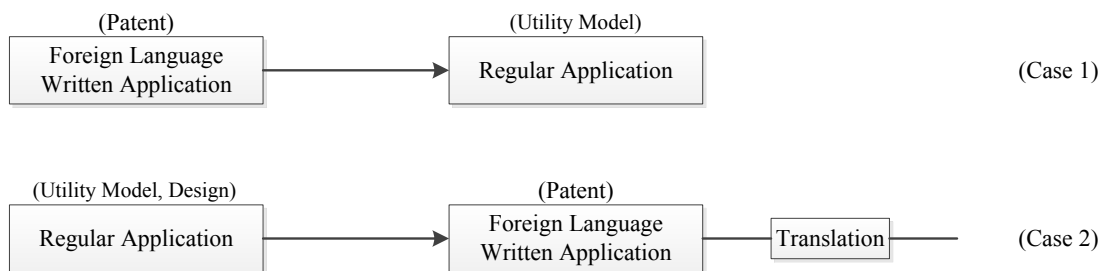 (Patent)
(Utility Model)
Foreign Language
Written Application
Regular Application
(Case 1)
(Utility Model, Design)
(Patent)
Regular Application
Foreign Language
Written Application
Translation
(Case 2)